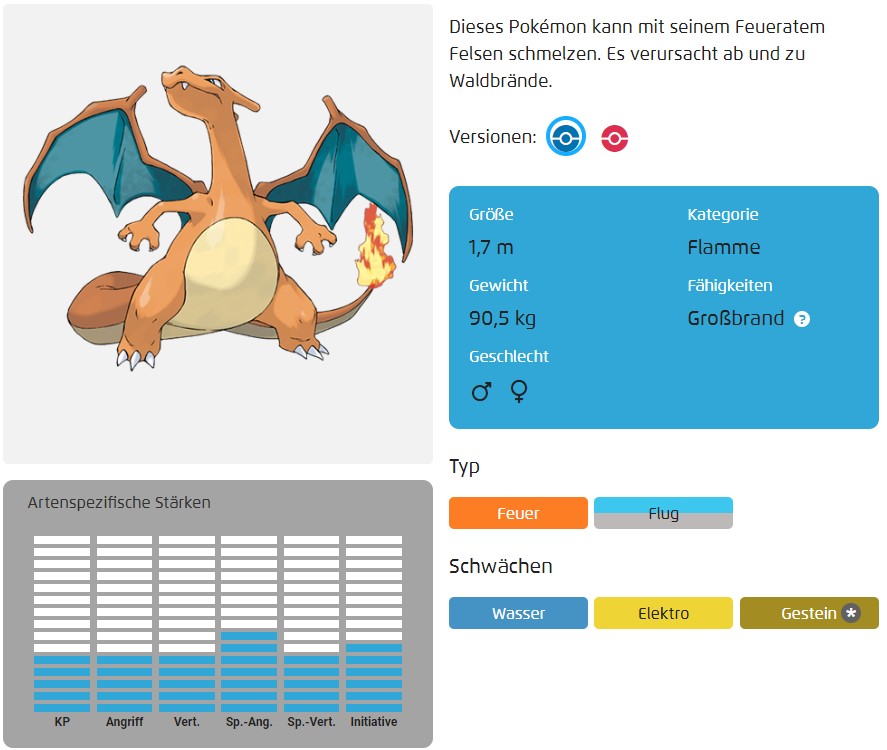 Dieses Pokémon kann mit seinem Feueratem
Felsen schmelzen. Es verursacht ab und zu
Waldbrände.
Versionen:
Größe
1,7 m
Kategorie
Flamme
Gewicht
90,5 kg
Fähigkeiten
Großbrand ?
Geschlecht
♂ ♀
Typ
Feuer
Flug
Schwächen
Wasser
Elektro
Gestein *
Artenspezifische Stärken
KP
Angriff
Vert.
Sp.-Ang.
Sp.-Vert.
Initiative